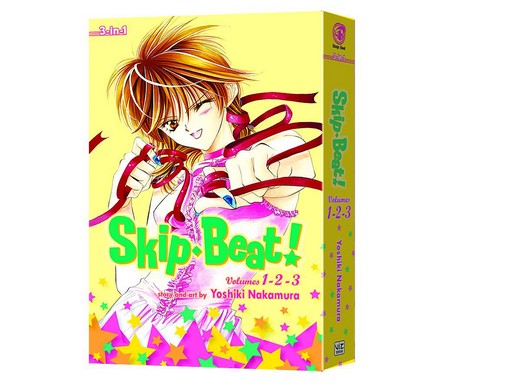 3-in-1
Skip·Beat!
Volumes 1-2-3
story and art by Yoshiki Nakamura
Skip·Beat!
Volumes
1-2-3
Yoshiki Nakamura
VIZ